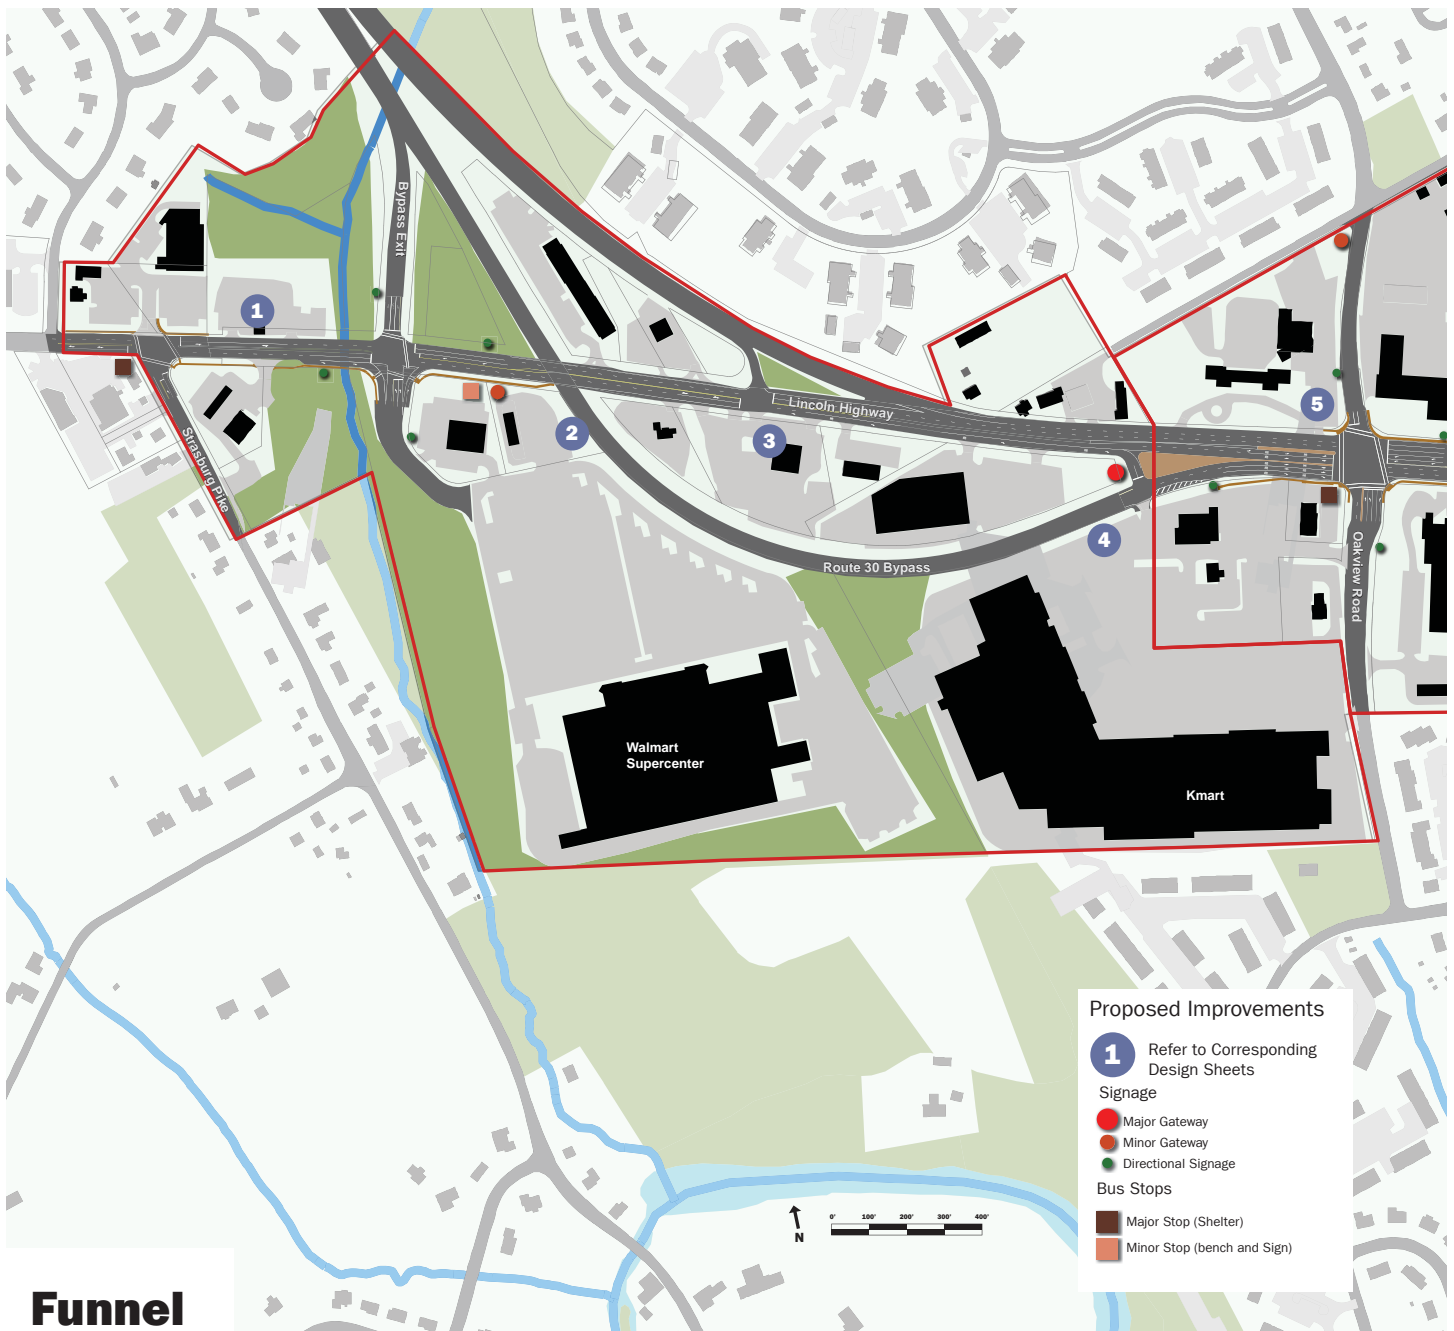 Bypass Exit
1
Strasburg Pike
2
Lincoln Highway
3
5
4
Route 30 Bypass
Oakview Road
Walmart
Supercenter
Kmart
Proposed Improvements
1
Refer to Corresponding
Design Sheets
Signage
Major Gateway
Minor Gateway
Directional Signage
Bus Stops
Major Stop (Shelter)
Minor Stop (bench and Sign)
N
0' 100' 200' 300' 400'
Funnel